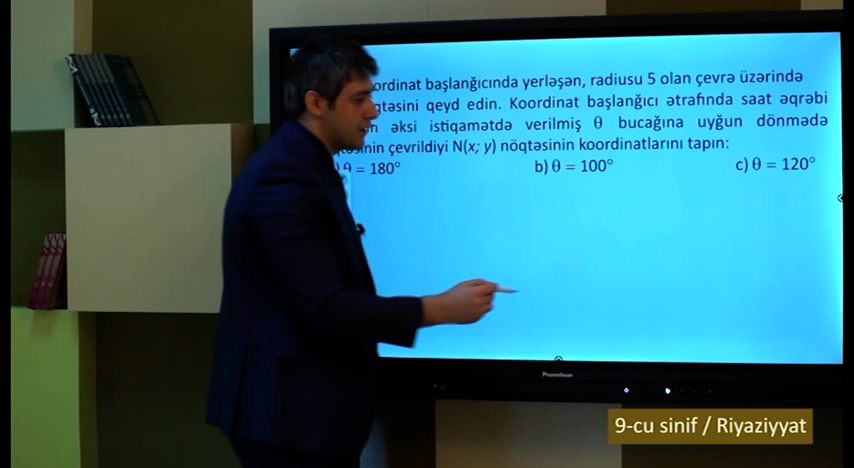 ordinat başlanğıcında yerləşən, radiusu 5 olan çevrə üzərində
qtəsini qeyd edin. Koordinat başlanğıcı ətrafında saat əqrəbi
əksi istiqamətdə verilmiş θ bucağına uyğun dönmədə
nin çevrildiyi N(x; y) nöqtəsinin koordinatlarını tapın:
) θ = 180° b) θ = 100° c) θ = 120°
Promethean
9-cu sinif / Riyaziyyat